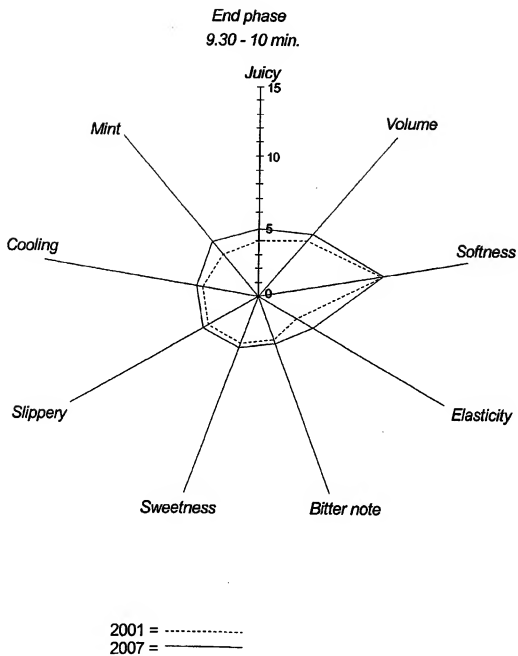 End phase
9.30 - 10 min.
Juicy
15
Mint
Volume
10
5
Cooling
Softness
0
Slippery
Elasticity
Sweetness
Bitter note
2001 =
2007 =